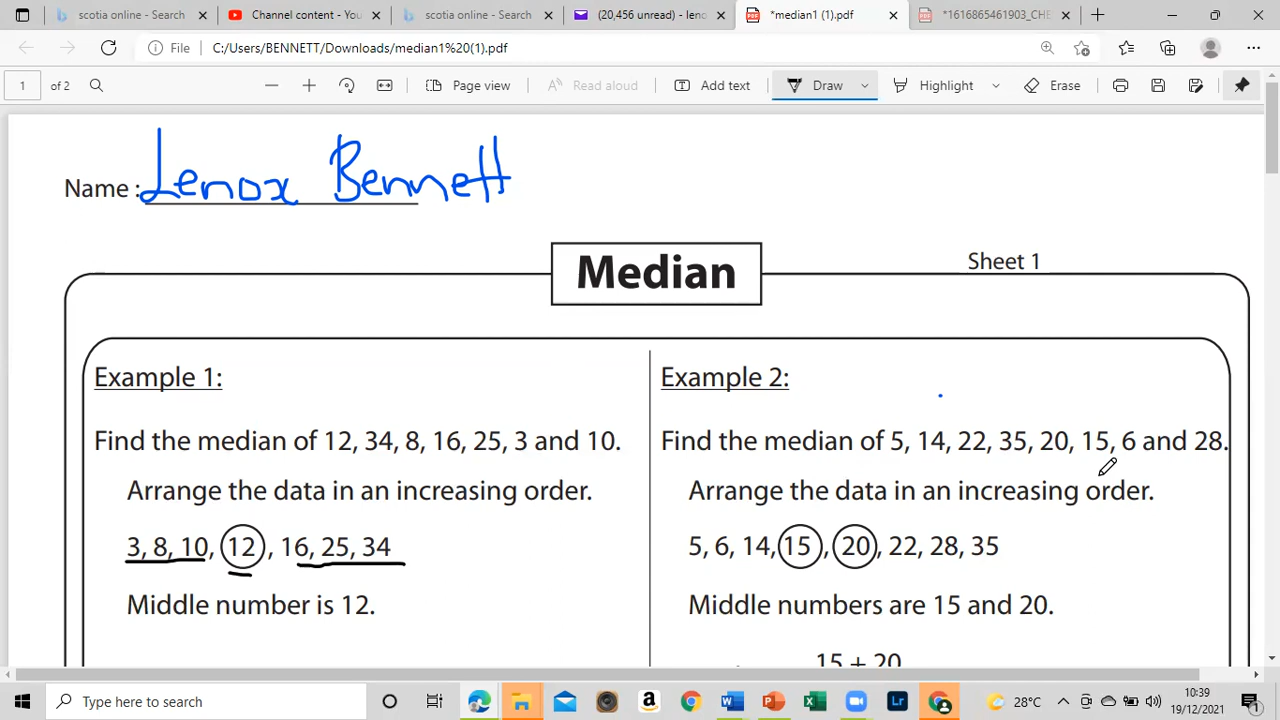 scotia online - Search
Channel content - You
scotia online - Search
(20,456 unread) - leno
*median1 (1).pdf
*1616865461903_CHE
File C:/Users/BENNETT/Downloads/median1%20(1).pdf
1 of 2 Page view Read aloud Add text Draw Highlight Erase
Name : Lenox Bennett
Median
Sheet 1
Example 1:
Find the median of 12, 34, 8, 16, 25, 3 and 10.
Arrange the data in an increasing order.
3, 8, 10, 12, 16, 25, 34
Middle number is 12.
Example 2:
Find the median of 5, 14, 22, 35, 20, 15, 6 and 28.
Arrange the data in an increasing order.
5, 6, 14, 15, 20, 22, 28, 35
Middle numbers are 15 and 20.
15 + 20
Type here to search
28°C
10:39
19/12/2021